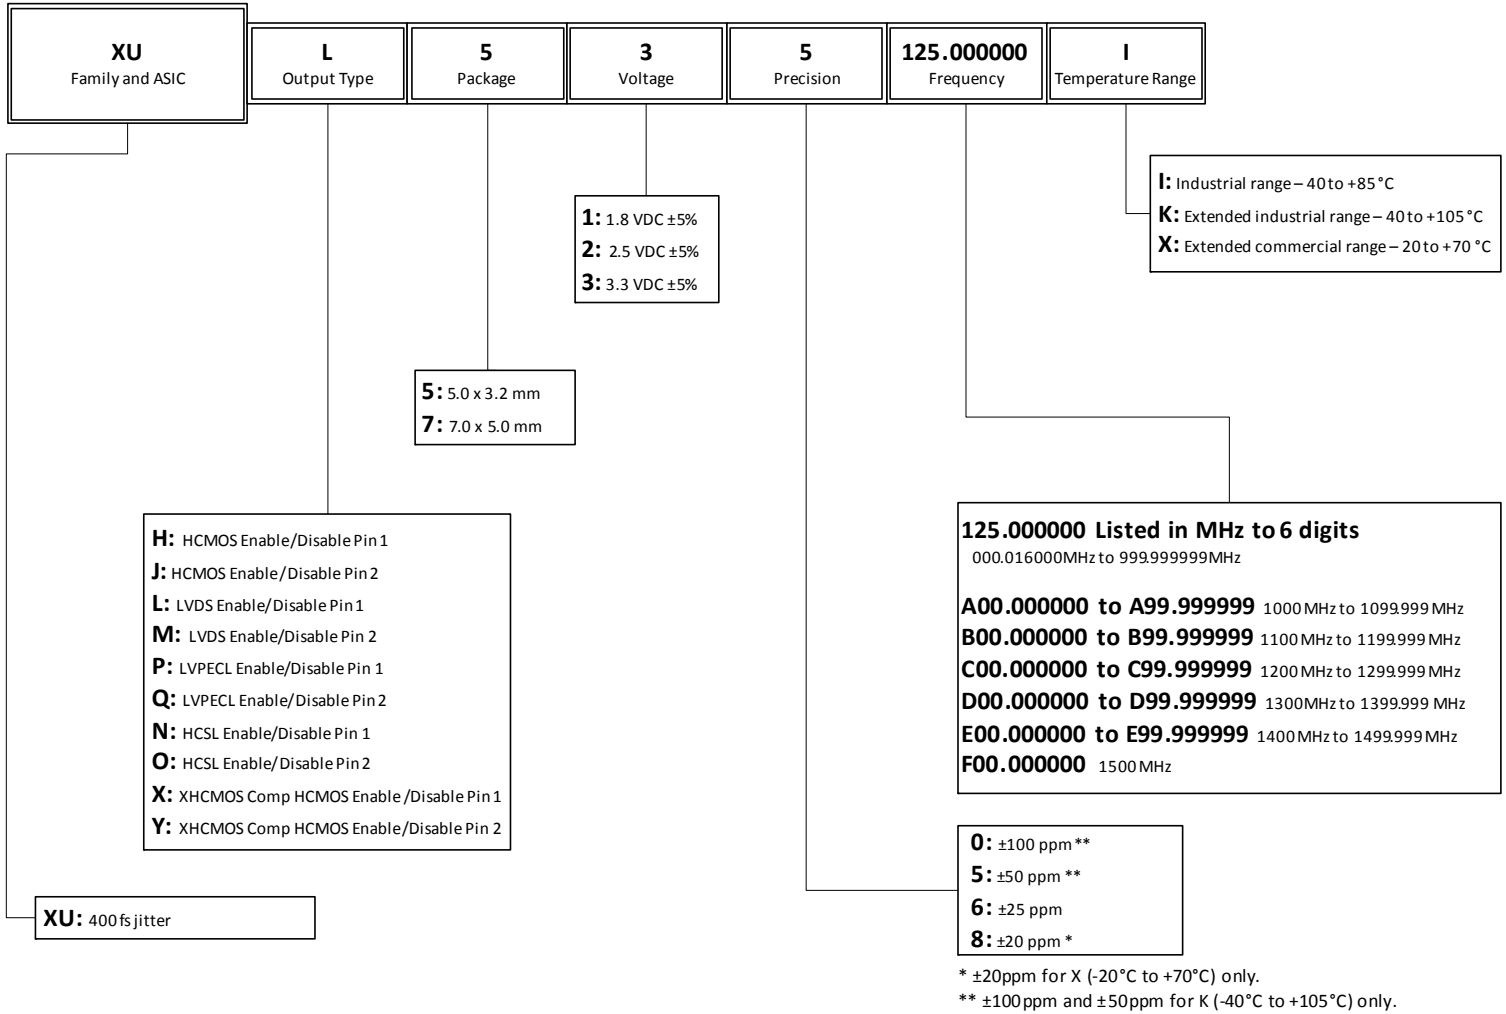 XU
Family and ASIC
L
Output Type
5
Package
3
Voltage
5
Precision
125.000000
Frequency
I
Temperature Range
I: Industrial range – 40 to +85 °C
K: Extended industrial range – 40 to +105 °C
X: Extended commercial range – 20 to +70 °C
1: 1.8 VDC ±5%
2: 2.5 VDC ±5%
3: 3.3 VDC ±5%
5: 5.0 x 3.2 mm
7: 7.0 x 5.0 mm
H: HCMOS Enable/Disable Pin 1
J: HCMOS Enable/Disable Pin 2
L: LVDS Enable/Disable Pin 1
M: LVDS Enable/Disable Pin 2
P: LVPECL Enable/Disable Pin 1
Q: LVPECL Enable/Disable Pin 2
N: HCSL Enable/Disable Pin 1
O: HCSL Enable/Disable Pin 2
X: XHCMOS Comp HCMOS Enable/Disable Pin 1
Y: XHCMOS Comp HCMOS Enable/Disable Pin 2
125.000000 Listed in MHz to 6 digits
000.016000MHz to 999.999999MHz
A00.000000 to A99.999999 1000 MHz to 1099.999 MHz
B00.000000 to B99.999999 1100 MHz to 1199.999 MHz
C00.000000 to C99.999999 1200 MHz to 1299.999 MHz
D00.000000 to D99.999999 1300 MHz to 1399.999 MHz
E00.000000 to E99.999999 1400 MHz to 1499.999 MHz
F00.000000 1500 MHz
0: ±100 ppm **
5: ±50 ppm **
6: ±25 ppm
8: ±20 ppm *
XU: 400 fs jitter
* ±20ppm for X (-20°C to +70°C) only.
** ±100ppm and ±50ppm for K (-40°C to +105°C) only.